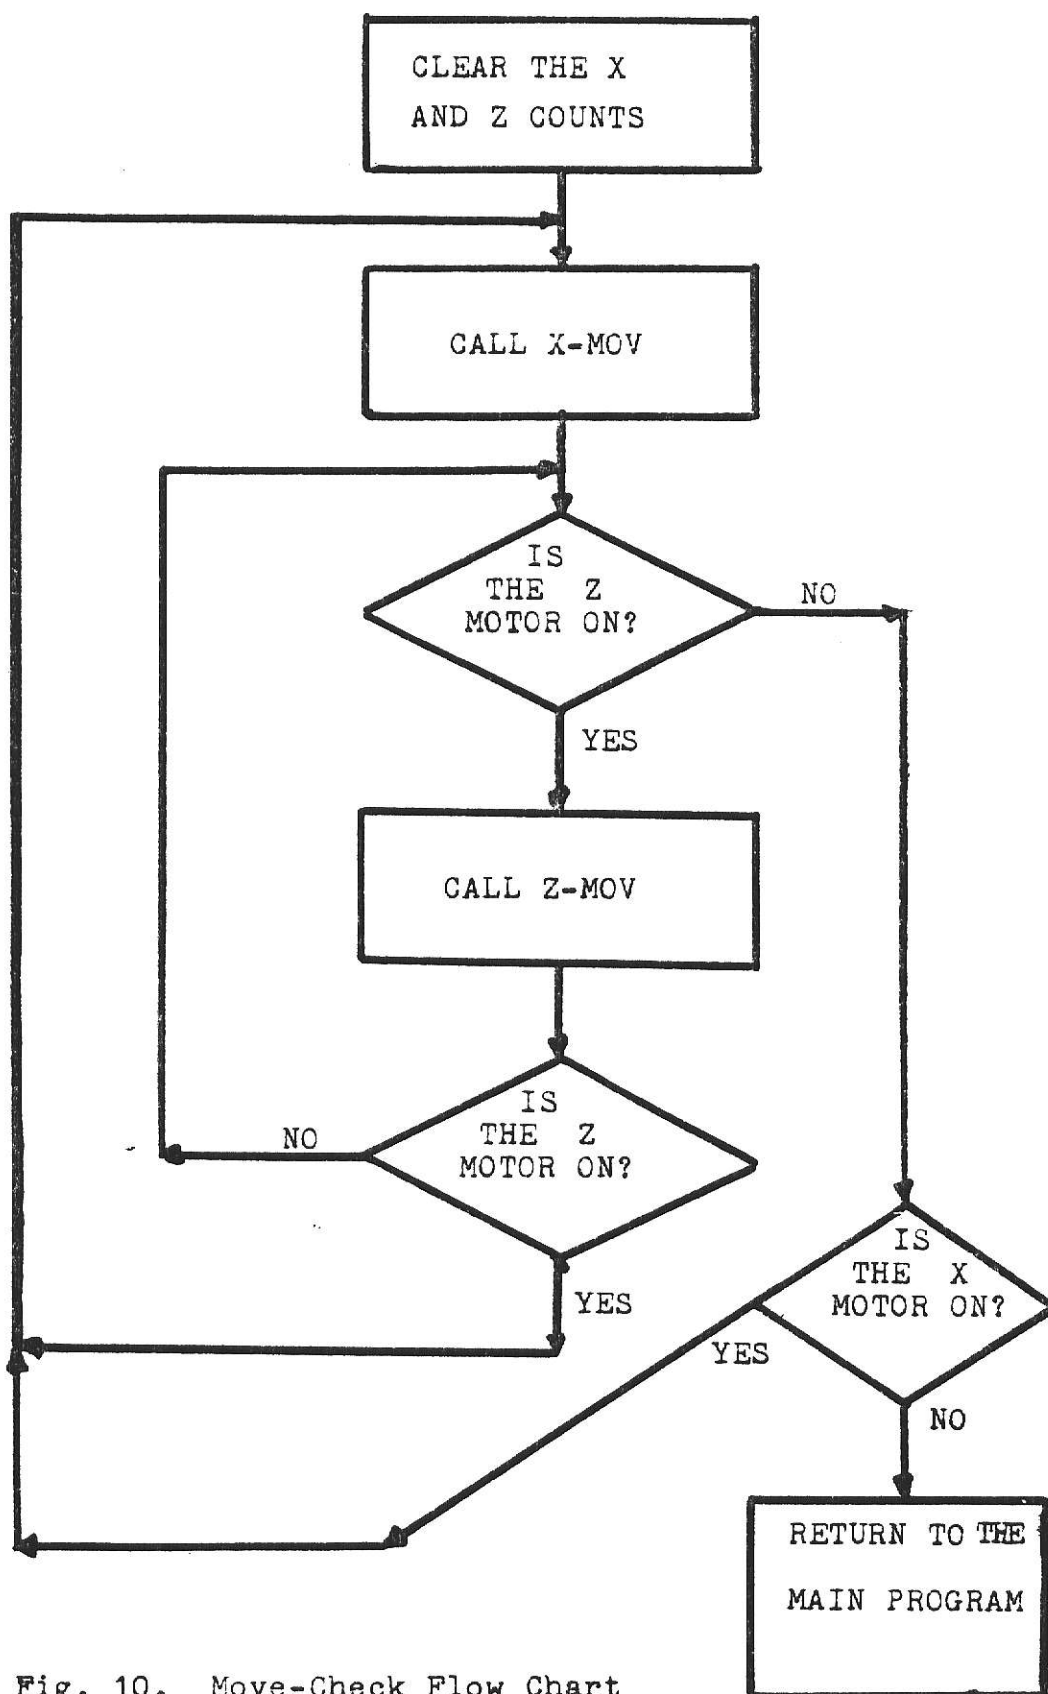 CLEAR THE X
AND Z COUNTS
CALL X-MOV
IS
THE Z
MOTOR ON?
NO
YES
CALL Z-MOV
IS
THE Z
MOTOR ON?
NO
YES
IS
THE X
MOTOR ON?
YES
NO
RETURN TO THE
MAIN PROGRAM
Fig. 10. Move-Check Flow Chart